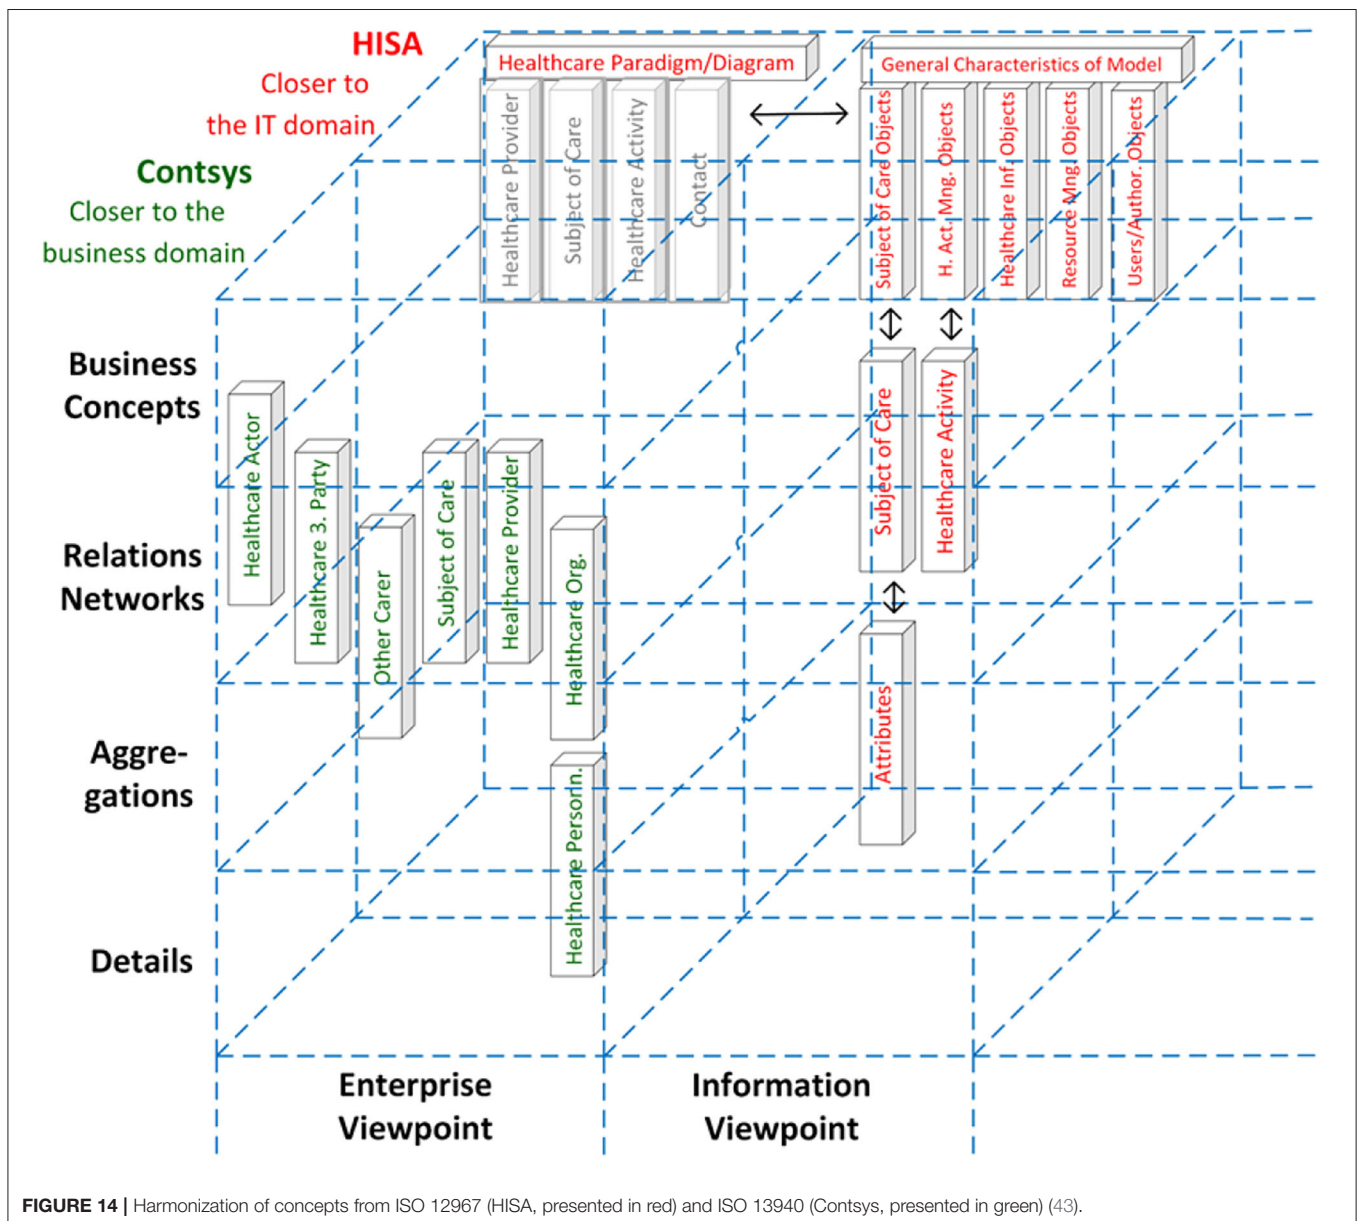 HISA
Closer to
the IT domain
Contsys
Closer to the
business domain
Healthcare Paradigm/Diagram
General Characteristics of Model
Healthcare Provider
Subject of Care
Healthcare Activity
Contact
Subject of Care Objects
H. Act. Mng. Objects
Healthcare Inf. Objects
Resource Mng. Objects
Users/Author. Objects
Business
Concepts
Relations
Networks
Aggre-
gations
Details
Healthcare Actor
Healthcare 3. Party
Other Carer
Subject of Care
Healthcare Provider
Healthcare Org.
Healthcare Personn.
Subject of Care
Healthcare Activity
Attributes
Enterprise
Viewpoint
Information
Viewpoint
FIGURE 14 | Harmonization of concepts from ISO 12967 (HISA, presented in red) and ISO 13940 (Contsys, presented in green) (43).